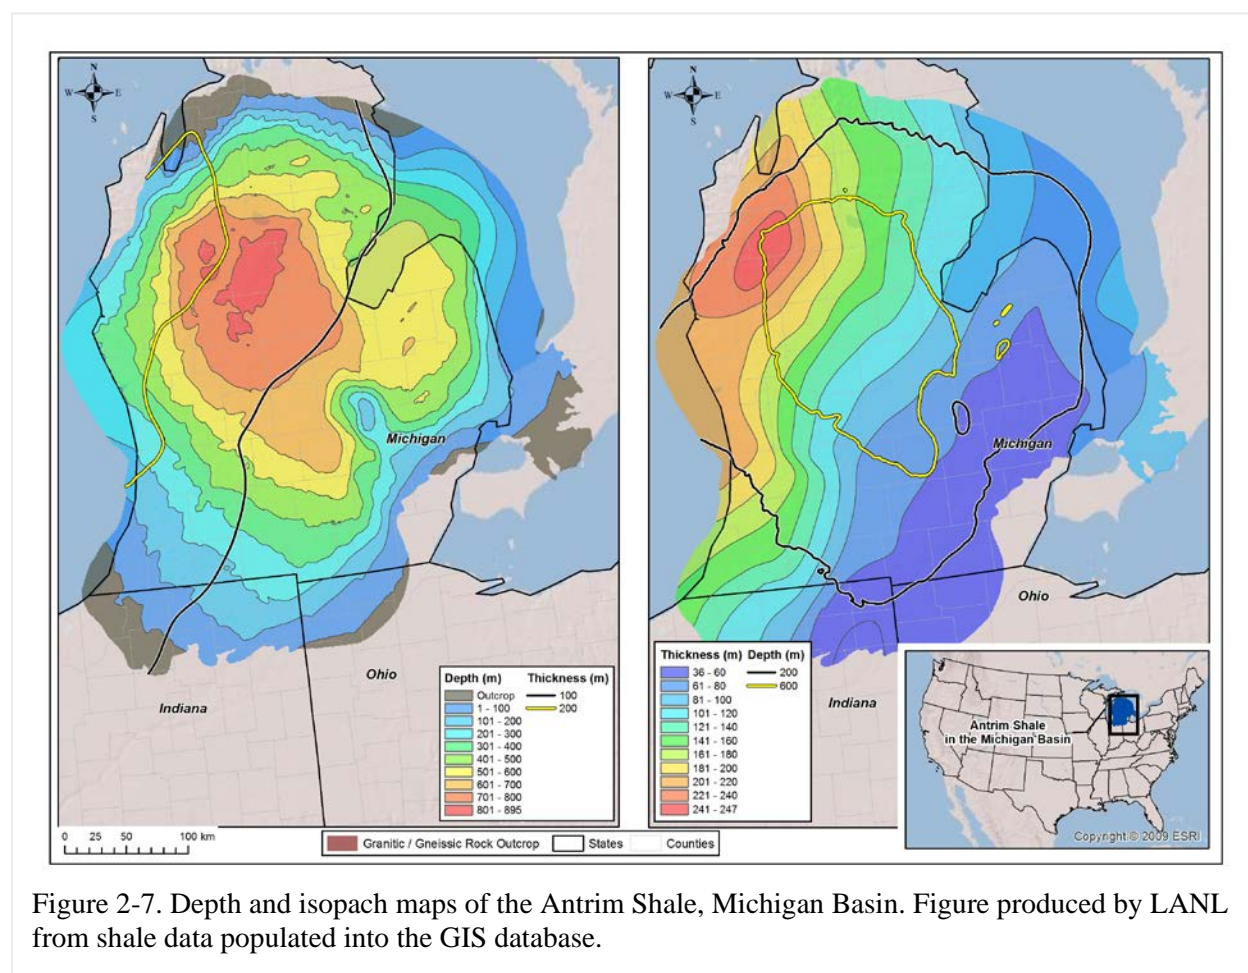 N
W E
S
Michigan
Ohio
Indiana
Depth (m) Thickness (m)
Outcrop 100
1 - 100 200
101 - 200
201 - 300
301 - 400
401 - 500
501 - 600
601 - 700
701 - 800
801 - 895
0 25 50 100 km
N
W E
S
Michigan
Ohio
Indiana
Thickness (m) Depth (m)
36 - 60 200
61 - 80 600
81 - 100
101 - 120
121 - 140
141 - 160
161 - 180
181 - 200
201 - 220
221 - 240
241 - 247
Antrim Shale
in the Michigan Basin
Copyright © 2009 ESRI
Granitic / Gneissic Rock Outcrop States Counties
Figure 2-7. Depth and isopach maps of the Antrim Shale, Michigan Basin. Figure produced by LANL
from shale data populated into the GIS database.